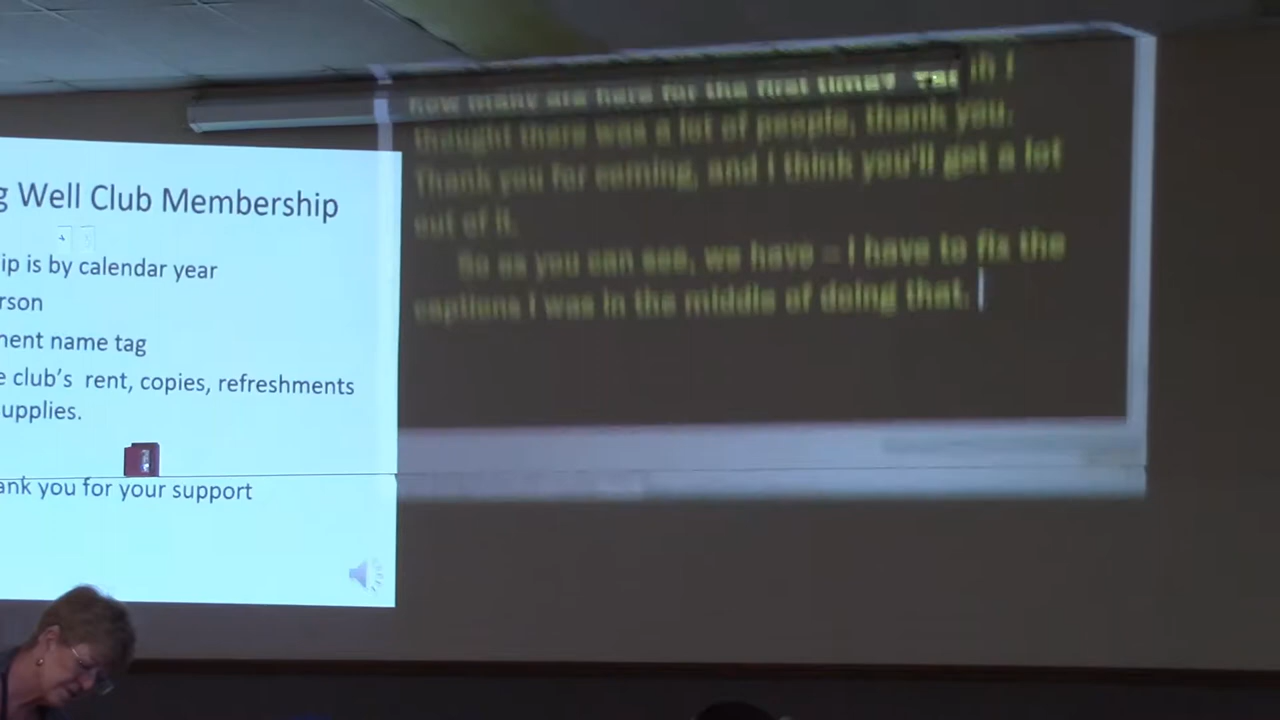 g Well Club Membership
ip is by calendar year
rson
nent name tag
e club’s rent, copies, refreshments
upplies.
ank you for your support
how many are here for the first time? in I
thought there was a lot of people, thank you.
Thank you for coming, and I think you'll get a lot
out of it.
So as you can see, we have – I have to fix the
captions I was in the middle of doing that.